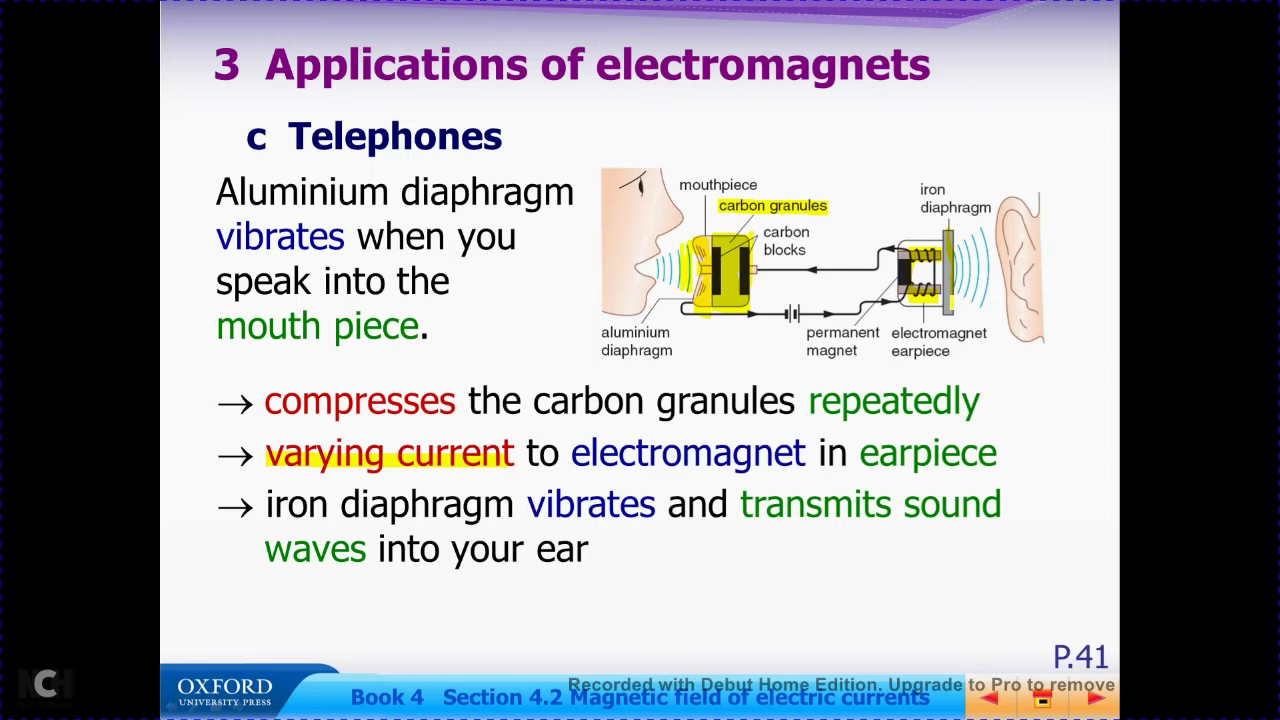 3 Applications of electromagnets
c Telephones
Aluminium diaphragm
vibrates when you
speak into the
mouth piece.
mouthpiece
carbon granules
carbon
blocks
iron
diaphragm
aluminium
diaphragm
permanent
magnet
electromagnet
earpiece
→ compresses the carbon granules repeatedly
→ varying current to electromagnet in earpiece
→ iron diaphragm vibrates and transmits sound
waves into your ear
P.41
OXFORD
UNIVERSITY PRESS
Book 4 Section 4.2 Magnetic field of electric currents
Recorded with Debut Home Edition. Upgrade to Pro to remove
NCH